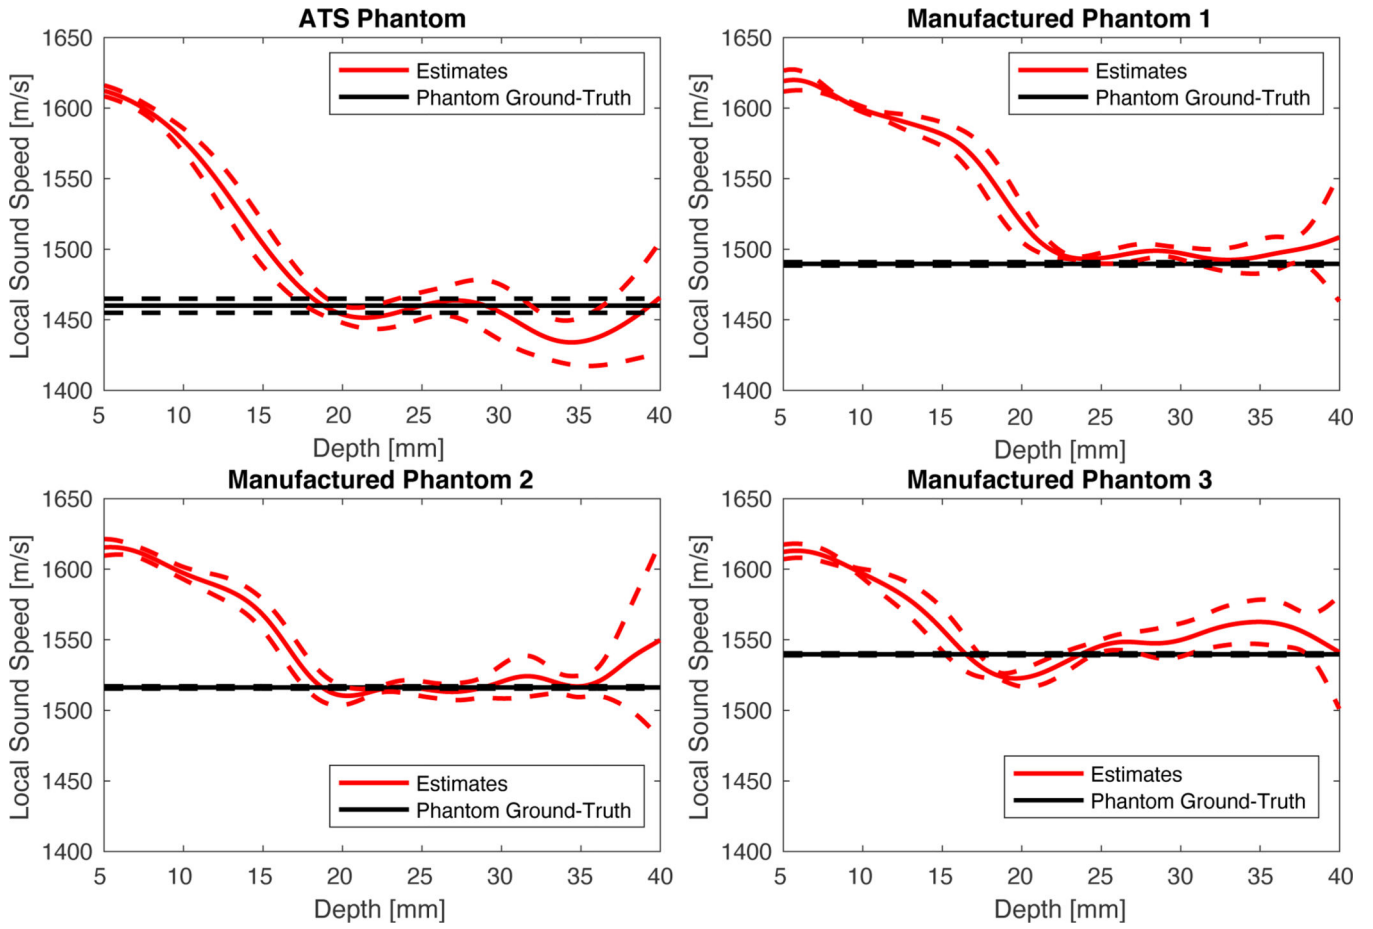 ATS Phantom
1650
1600
1550
1500
1450
1400
Local Sound Speed [m/s]
Estimates
Phantom Ground-Truth
5 10 15 20 25 30 35 40
Depth [mm]
Manufactured Phantom 1
1650
1600
1550
1500
1450
1400
Local Sound Speed [m/s]
Estimates
Phantom Ground-Truth
5 10 15 20 25 30 35 40
Depth [mm]
Manufactured Phantom 2
1650
1600
1550
1500
1450
1400
Local Sound Speed [m/s]
Estimates
Phantom Ground-Truth
5 10 15 20 25 30 35 40
Depth [mm]
Manufactured Phantom 3
1650
1600
1550
1500
1450
1400
Local Sound Speed [m/s]
Estimates
Phantom Ground-Truth
5 10 15 20 25 30 35 40
Depth [mm]